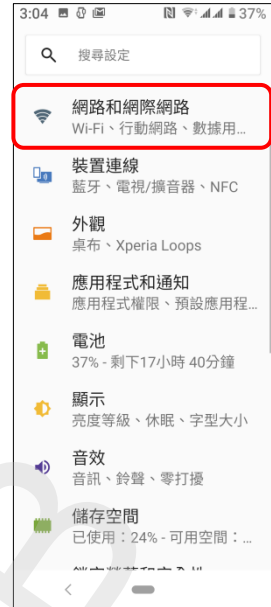 3:04 37%
搜尋設定
網路和網際網路
Wi-Fi、行動網路、數據用...
裝置連線
藍牙、電視/擴音器、NFC
外觀
桌布、Xperia Loops
應用程式和通知
應用程式權限、預設應用程...
電池
37% - 剩下17小時 40分鐘
顯示
亮度等級、休眠、字型大小
音效
音訊、鈴聲、零打擾
儲存空間
已使用：24% - 可用空間：...